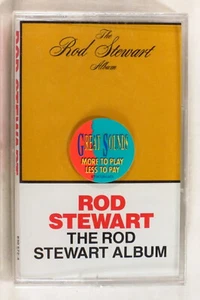 The
Rod Stewart
Album
GREAT SOUNDS
MORE TO PLAY
LESS TO PAY
ROD
STEWART
THE ROD
STEWART ALBUM